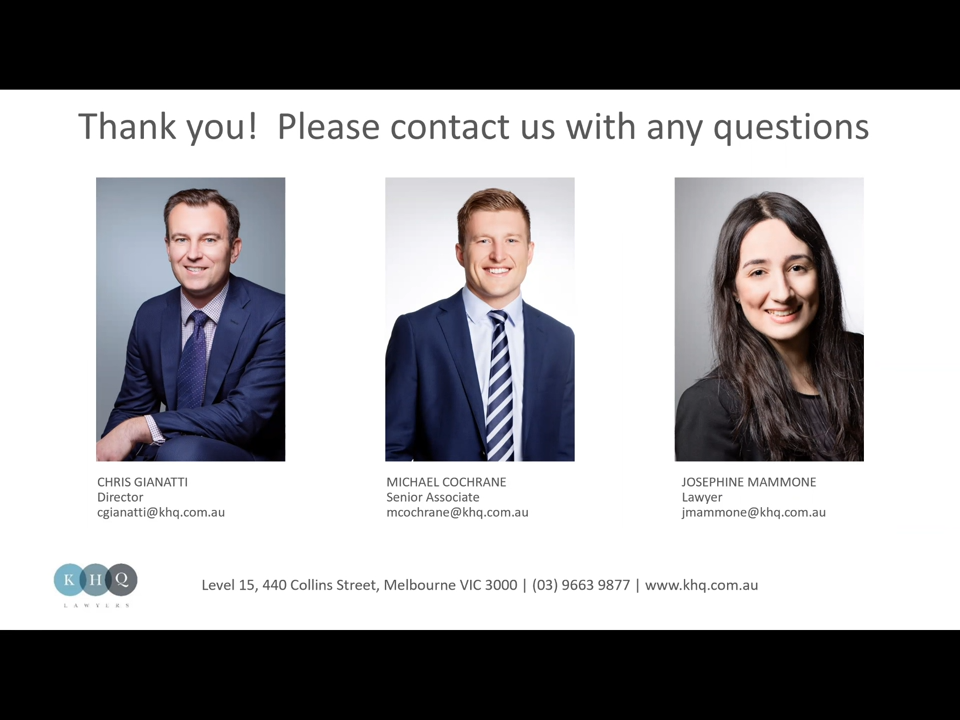 Thank you! Please contact us with any questions
CHRIS GIANATTI
Director
cgianatti@khq.com.au
MICHAEL COCHRANE
Senior Associate
mcochrane@khq.com.au
JOSEPHINE MAMMONE
Lawyer
jmammone@khq.com.au
K H Q
LAWYERS
Level 15, 440 Collins Street, Melbourne VIC 3000 | (03) 9663 9877 | www.khq.com.au